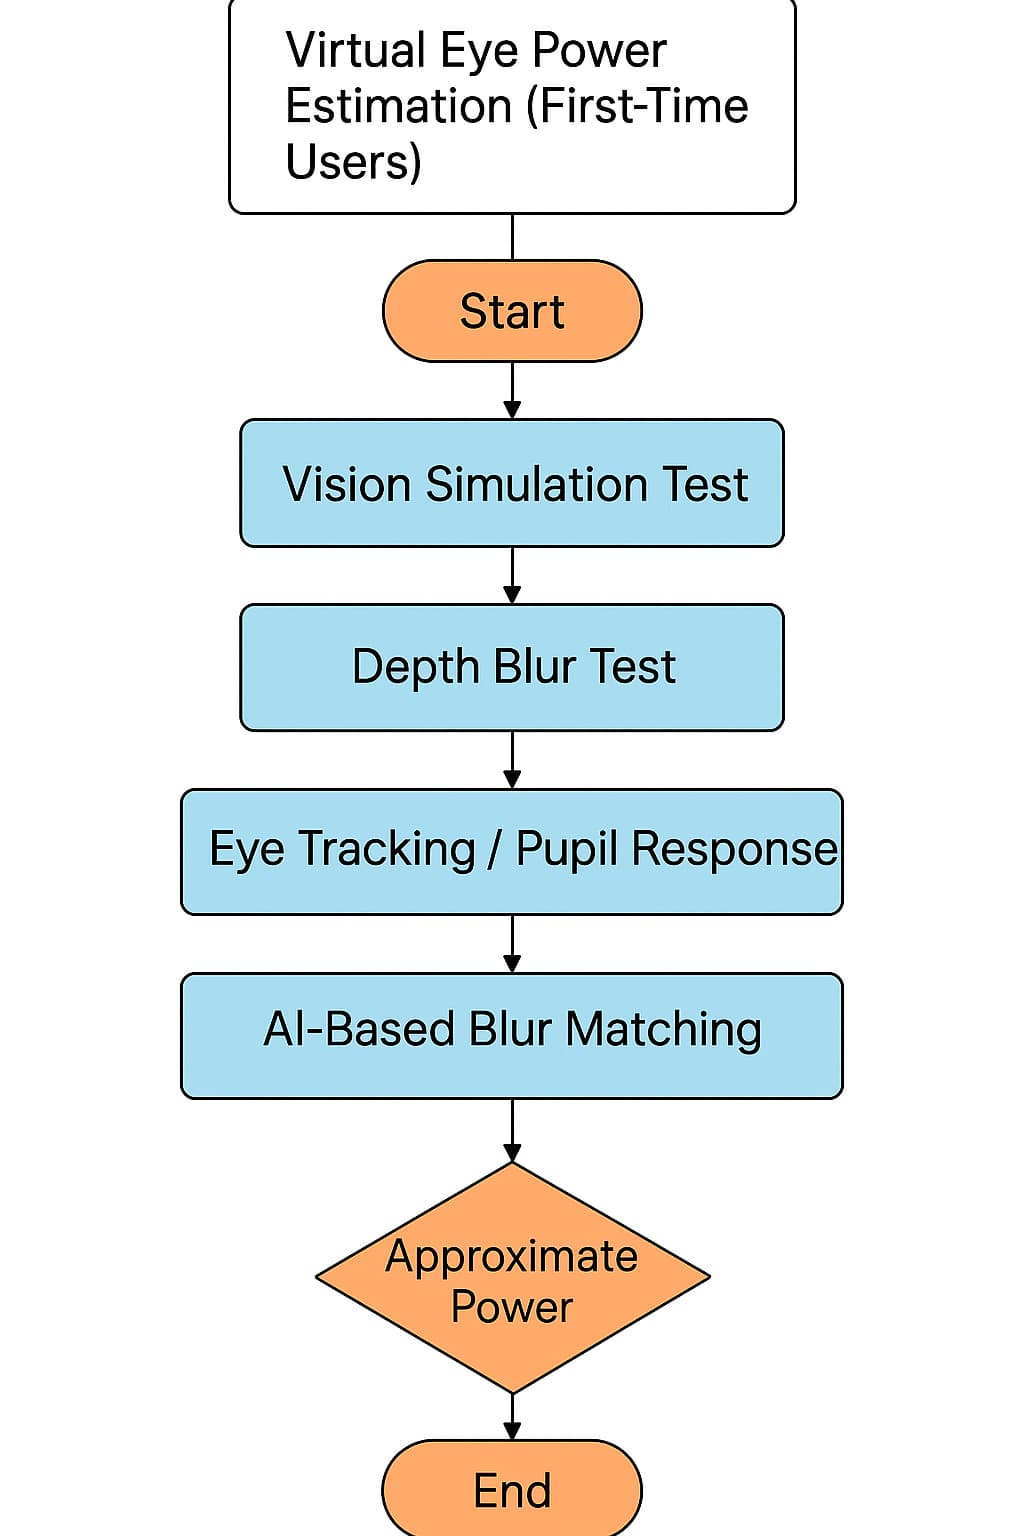 Virtual Eye Power
Estimation (First-Time
Users)
Start
Vision Simulation Test
Depth Blur Test
Eye Tracking / Pupil Response
AI-Based Blur Matching
Approximate
Power
End